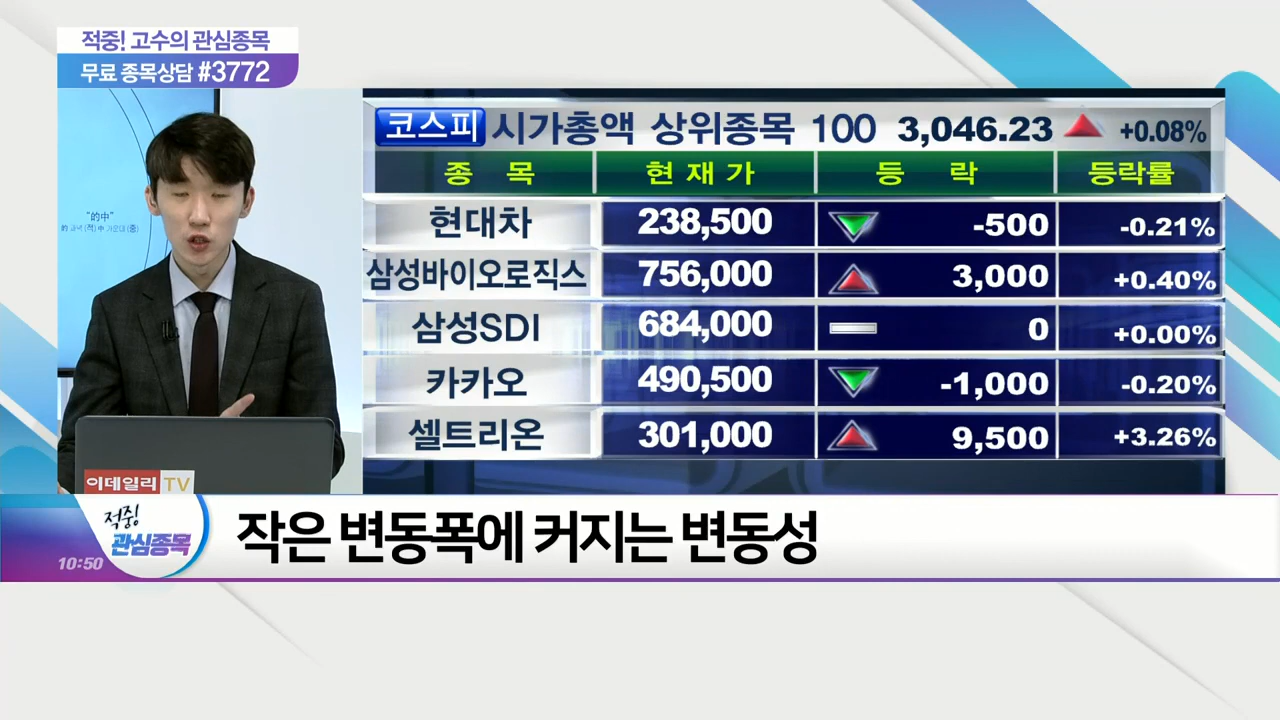 적중! 고수의 관심종목
무료 종목상담 #3772
"的中"
코스피 시가총액 상위종목 100 3,046.23 +0.08%
종 목 현 재 가 등 락 등락률
현대차 238,500 -500 -0.21%
삼성바이오로직스 756,000 3,000 +0.40%
삼성SDI 684,000 0 +0.00%
카카오 490,500 -1,000 -0.20%
셀트리온 301,000 9,500 +3.26%
이데일리 TV
적중!
관심종목
10:50
작은 변동폭에 커지는 변동성